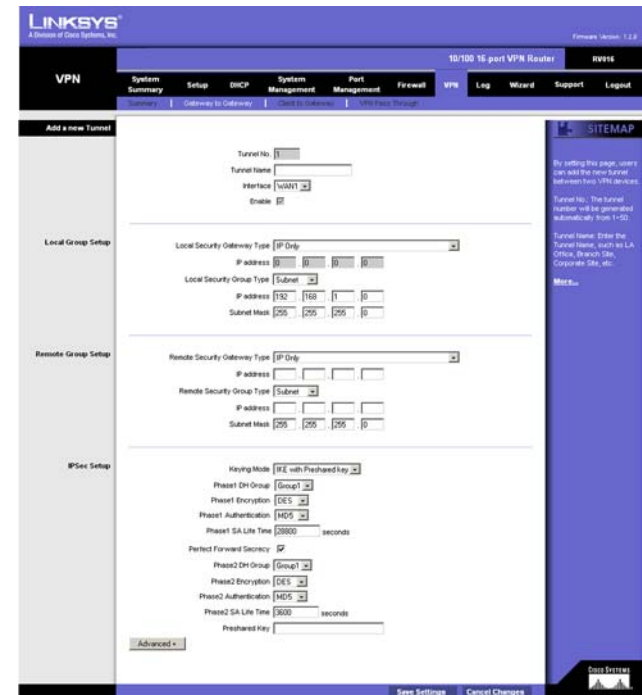 LINKSYS®
A Division of Cisco Systems, Inc.
Firmware Version: 1.2.8
10/100 16-port VPN Router RV016
VPN
System Summary Setup DHCP System Management Port Management Firewall VPN Log Wizard Support Logout
Summary | Gateway to Gateway | Client to Gateway | VPN Pass Through
Add a new Tunnel
Tunnel No. 1
Tunnel Name
Interface WAN1
Enable
Local Group Setup
Local Security Gateway Type IP Only
IP address 0 . 0 . 0 . 0
Local Security Group Type Subnet
IP address 192 . 168 . 1 . 0
Subnet Mask 255 . 255 . 255 . 0
Remote Group Setup
Remote Security Gateway Type IP Only
IP address . . .
Remote Security Group Type Subnet
IP address . . .
Subnet Mask 255 . 255 . 255 . 0
IPSec Setup
Keying Mode IKE with Preshared key
Phase1 DH Group Group1
Phase1 Encryption DES
Phase1 Authentication MD5
Phase1 SA Life Time 28800 seconds
Perfect Forward Secrecy
Phase2 DH Group Group1
Phase2 Encryption DES
Phase2 Authentication MD5
Phase2 SA Life Time 3600 seconds
Preshared Key
Advanced +
SITEMAP
By setting this page, users
can add the new tunnel
between two VPN devices.
Tunnel No.: The tunnel
number will be generated
automatically from 1~50.
Tunnel Name: Enter the
Tunnel Name, such as LA
Office, Branch Site,
Corporate Site, etc.
More...
Save Settings Cancel Changes
CISCO SYSTEMS